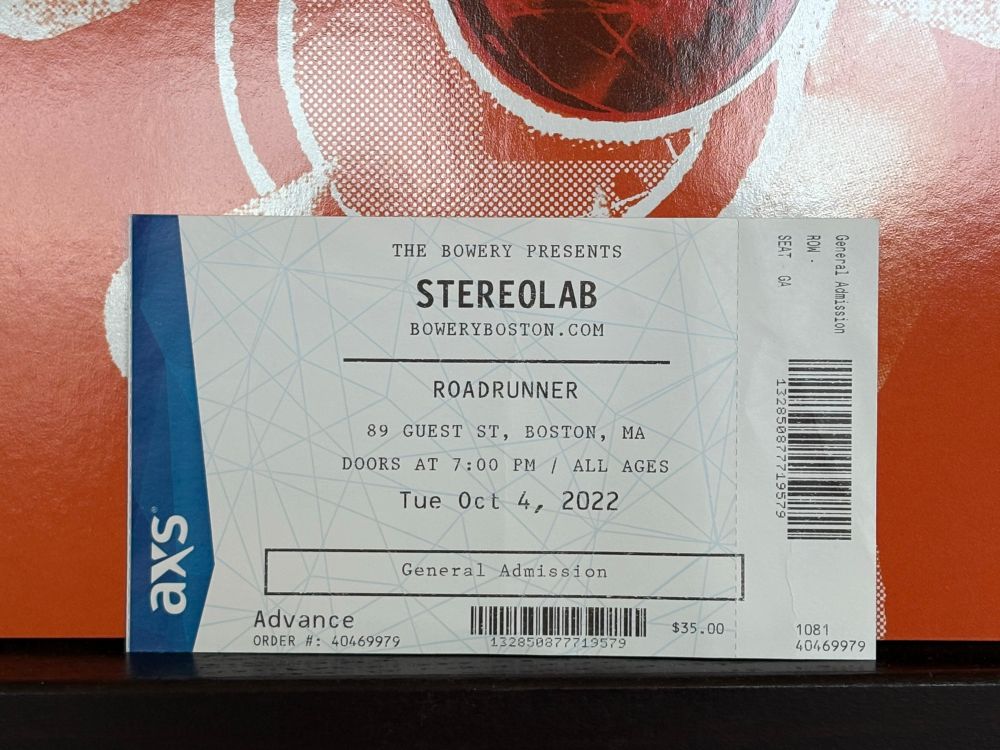 THE BOWERY PRESENTS
STEREOLAB
BOWERYBOSTON.COM
ROADRUNNER
89 GUEST ST, BOSTON, MA
DOORS AT 7:00 PM / ALL AGES
Tue Oct 4, 2022
General Admission
Advance
ORDER #: 40469979
132850877719579
$35.00
axs®
General Admission
ROW -
SEAT GA
132850877719579
1081
40469979